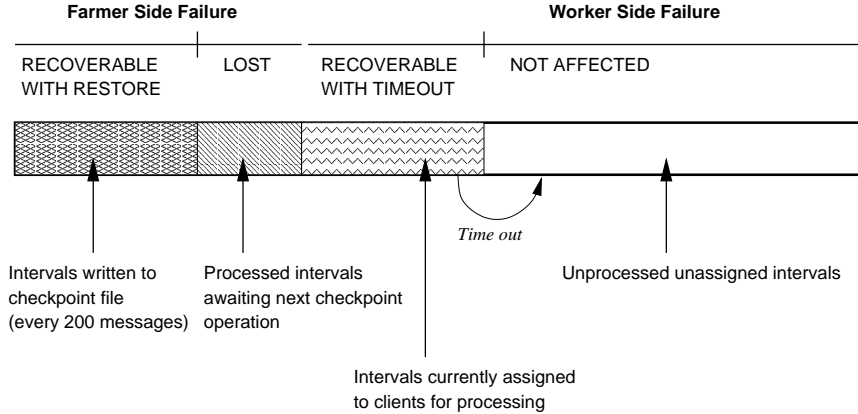 Farmer Side Failure
Worker Side Failure
RECOVERABLE
WITH RESTORE
LOST
RECOVERABLE
WITH TIMEOUT
NOT AFFECTED
Time out
Intervals written to
checkpoint file
(every 200 messages)
Processed intervals
awaiting next checkpoint
operation
Unprocessed unassigned intervals
Intervals currently assigned
to clients for processing